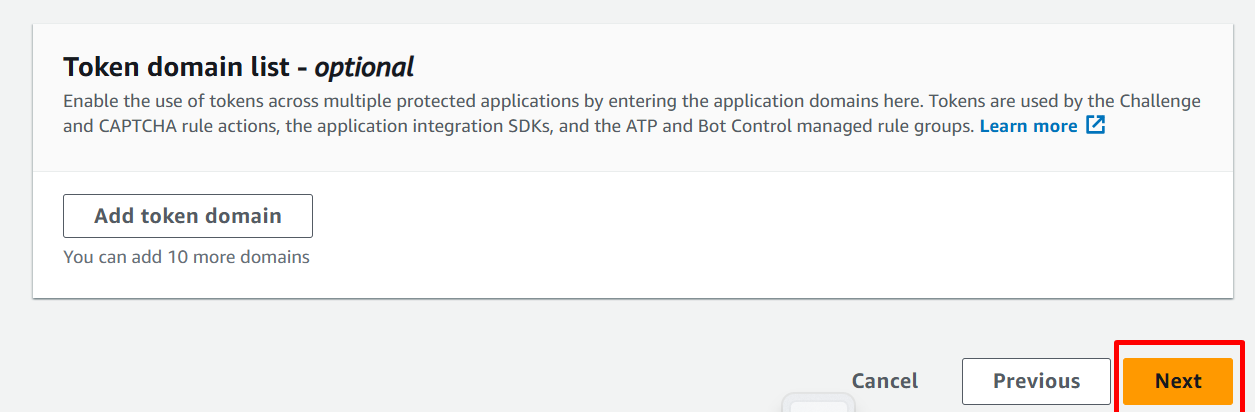 Token domain list - optional
Enable the use of tokens across multiple protected applications by entering the application domains here. Tokens are used by the Challenge
and CAPTCHA rule actions, the application integration SDKs, and the ATP and Bot Control managed rule groups. Learn more
Add token domain
You can add 10 more domains
Cancel Previous Next